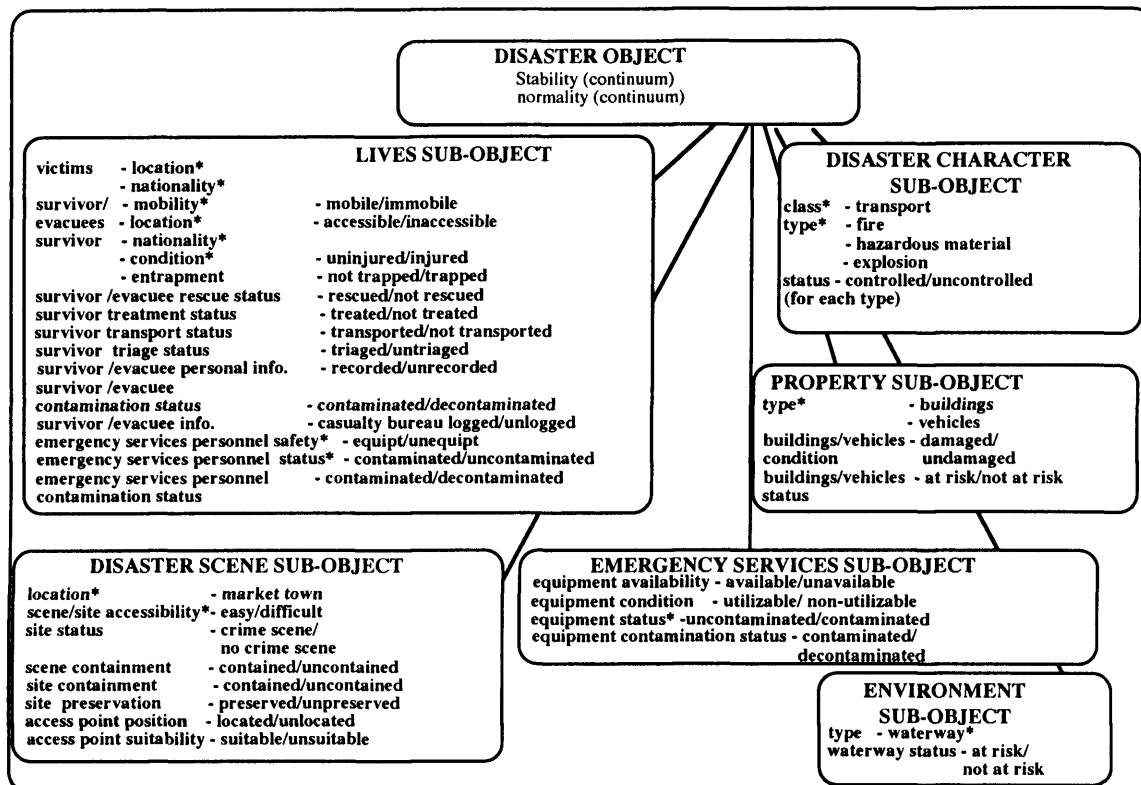 DISASTER OBJECT
Stability (continuum)
normality (continuum)
LIVES SUB-OBJECT
victims - location*
- nationality*
survivor/ - mobility* - mobile/immobile
evacuees - location* - accessible/inaccessible
survivor - nationality*
- condition* - uninjured/injured
- entrapment - not trapped/trapped
survivor /evacuee rescue status - rescued/not rescued
survivor treatment status - treated/not treated
survivor transport status - transported/not transported
survivor triage status - triaged/untriaged
survivor /evacuee personal info. - recorded/unrecorded
survivor /evacuee
contamination status - contaminated/decontaminated
survivor /evacuee info. - casualty bureau logged/unlogged
emergency services personnel safety* - equipt/unequipt
emergency services personnel status* - contaminated/uncontaminated
emergency services personnel - contaminated/decontaminated
contamination status
DISASTER CHARACTER
SUB-OBJECT
class* - transport
type* - fire
- hazardous material
- explosion
status - controlled/uncontrolled
(for each type)
PROPERTY SUB-OBJECT
type* - buildings
- vehicles
buildings/vehicles - damaged/
condition undamaged
buildings/vehicles - at risk/not at risk
status
DISASTER SCENE SUB-OBJECT
location* - market town
scene/site accessibility* - easy/difficult
site status - crime scene/
no crime scene
scene containment - contained/uncontained
site containment - contained/uncontained
site preservation - preserved/unpreserved
access point position - located/unlocated
access point suitability - suitable/unsuitable
EMERGENCY SERVICES SUB-OBJECT
equipment availability - available/unavailable
equipment condition - utilizable/ non-utilizable
equipment status* -uncontaminated/contaminated
equipment contamination status - contaminated/
decontaminated
ENVIRONMENT
SUB-OBJECT
type - waterway*
waterway status - at risk/
not at risk